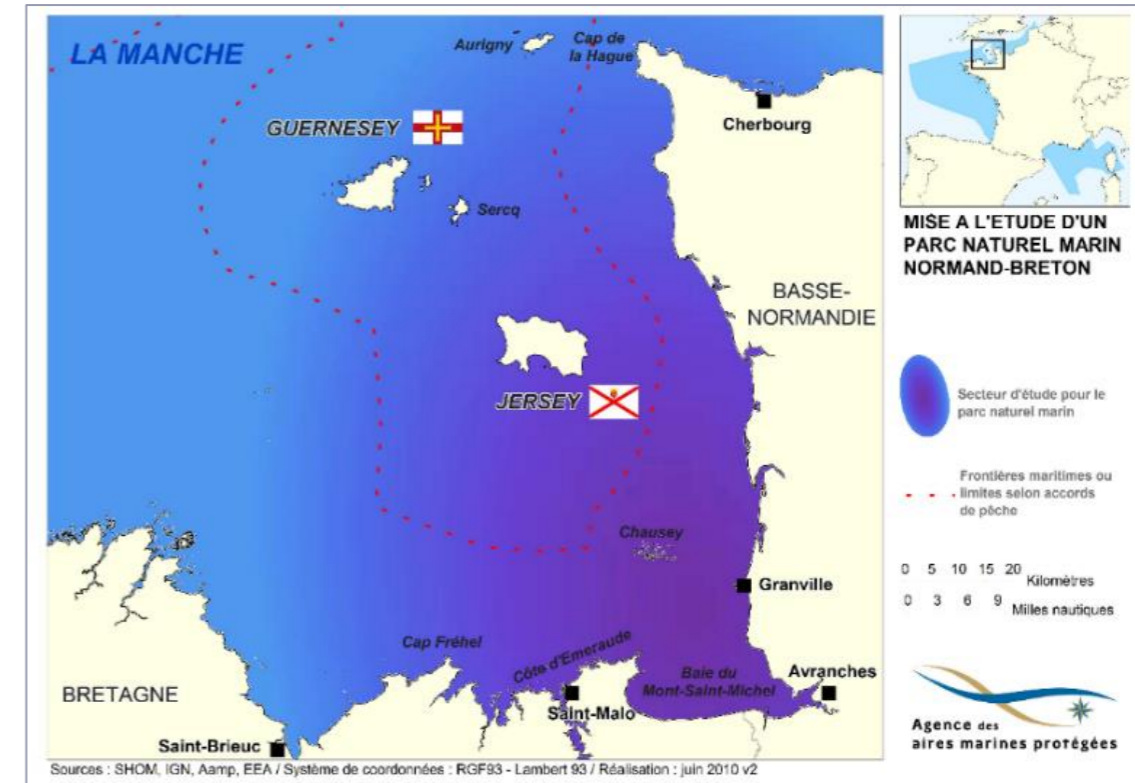 LA MANCHE
Aurigny
Cap de
la Hague
GUERNESEY
Cherbourg
Sercq
BASSE-
NORMANDIE
JERSEY
Chausey
Granville
Cap Fréhel
Côte d'Emeraude
Baie du
Mont-Saint-Michel
Avranches
BRETAGNE
Saint-Malo
Saint-Brieuc
Sources : SHOM, IGN, Aamp, EEA / Système de coordonnées : RGF93 - Lambert 93 / Réalisation : juin 2010 v2
MISE A L'ETUDE D'UN
PARC NATUREL MARIN
NORMAND-BRETON
Secteur d'étude pour le
parc naturel marin
Frontières maritimes ou
limites selon accords
de pêche
0 5 10 15 20 Kilomètres
0 3 6 9 Milles nautiques
Agence des
aires marines protégées